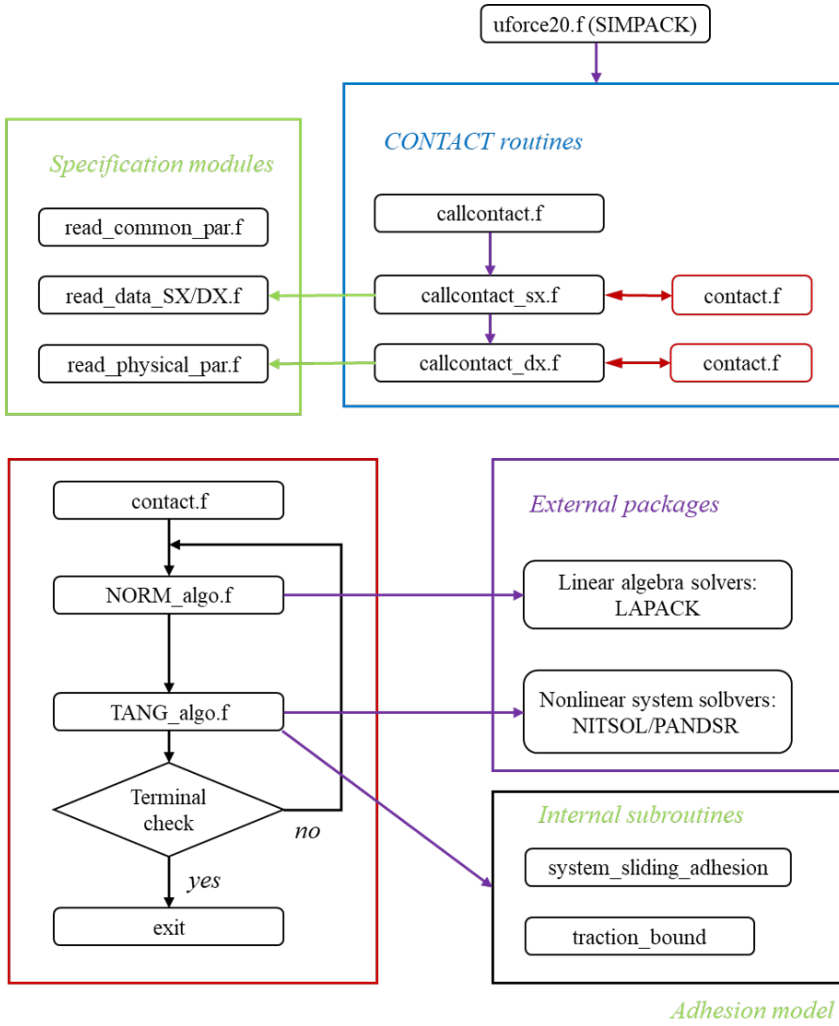 uforce20.f (SIMPACK)
Specification modules
read_common_par.f
read_data_SX/DX.f
read_physical_par.f
CONTACT routines
callcontact.f
callcontact_sx.f
contact.f
callcontact_dx.f
contact.f
contact.f
NORM_algo.f
TANG_algo.f
Terminal
check
no
yes
exit
External packages
Linear algebra solvers:
LAPACK
Nonlinear system solbvers:
NITSOL/PANDSR
Internal subroutines
system_sliding_adhesion
traction_bound
Adhesion model